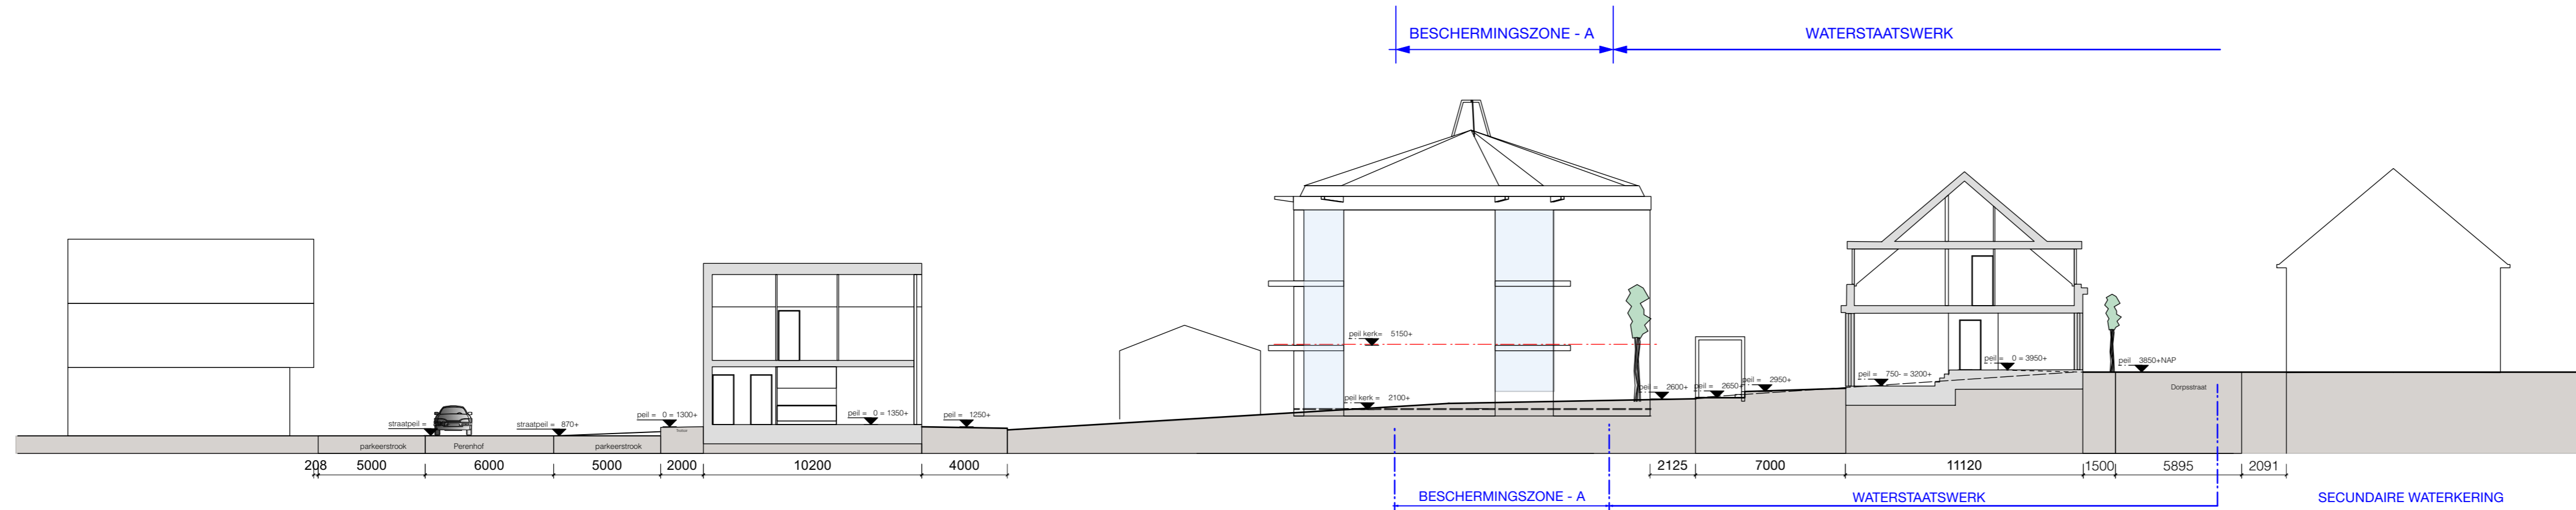 BESCHERMINGSZONE - A
WATERSTAATSWERK
peil kerk= 5150+
peil = 0 = 3950+
peil 3850+NAP
peil = 750- = 3200+
peil = 2950+
peil = 2600+
peil = 2650+
peil kerk = 2100+
Dorpsstraat
straatpeil =
straatpeil = 870+
peil = 0 = 1300+
peil = 0 = 1350+
peil = 1250+
parkeerstrook
Perenhof
parkeerstrook
208
5000
6000
5000
2000
10200
4000
2125
7000
11120
1500
5895
2091
BESCHERMINGSZONE - A
WATERSTAATSWERK
SECUNDAIRE WATERKERING